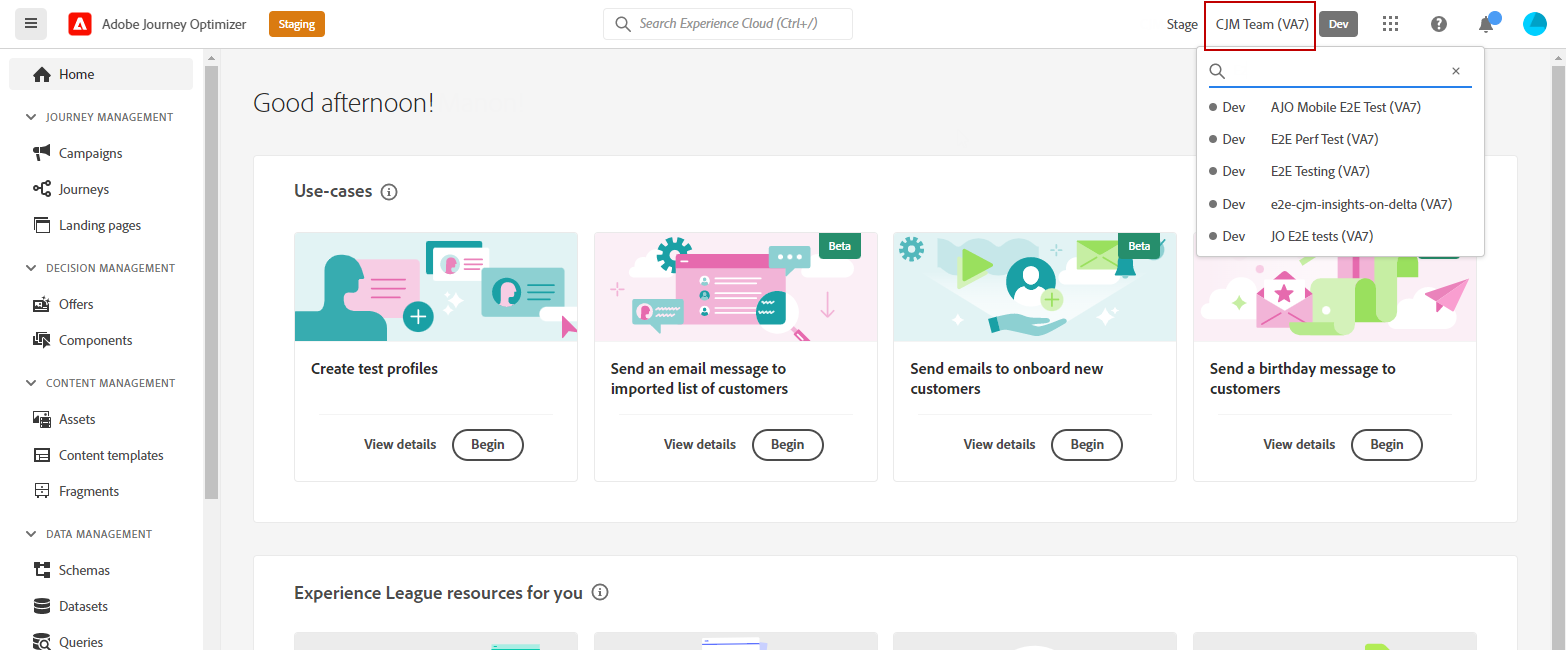 Adobe Journey Optimizer
Staging
Search Experience Cloud (Ctrl+/)
Stage
CJM Team (VA7)
Dev
Dev AJO Mobile E2E Test (VA7)
Dev E2E Perf Test (VA7)
Dev E2E Testing (VA7)
Dev e2e-cjm-insights-on-delta (VA7)
Dev JO E2E tests (VA7)
Home
JOURNEY MANAGEMENT
Campaigns
Journeys
Landing pages
DECISION MANAGEMENT
Offers
Components
CONTENT MANAGEMENT
Assets
Content templates
Fragments
DATA MANAGEMENT
Schemas
Datasets
Queries
Good afternoon!
Use-cases
Create test profiles
View details Begin
Beta
Send an email message to
imported list of customers
View details Begin
Beta
Send emails to onboard new
customers
View details Begin
Send a birthday message to
customers
View details Begin
Experience League resources for you